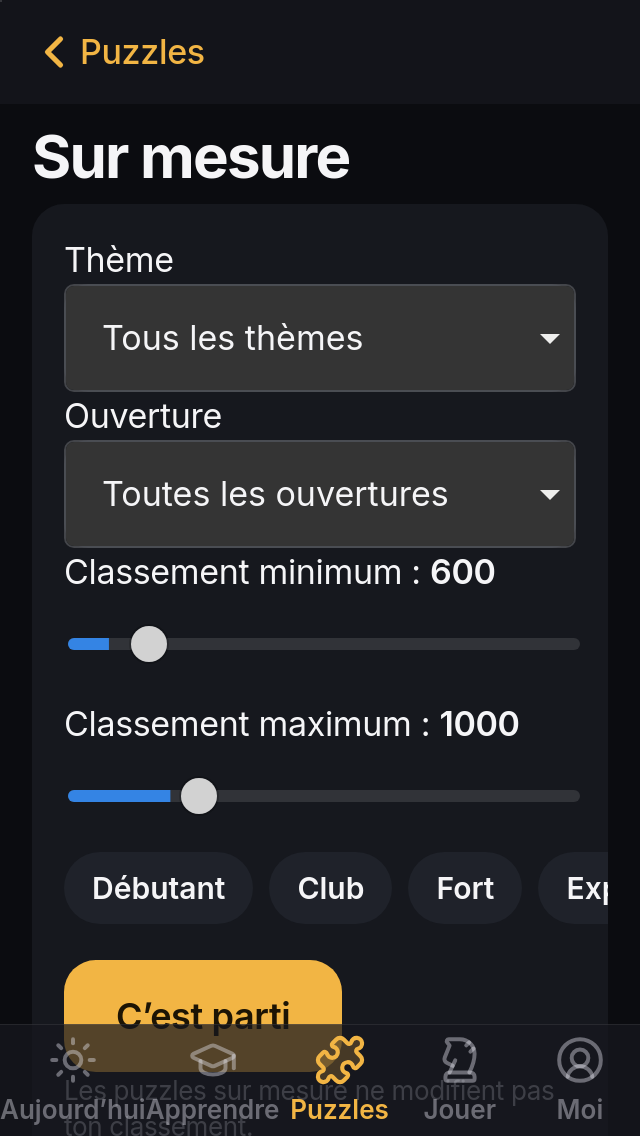 Puzzles
Sur mesure
Thème
Tous les thèmes
Ouverture
Toutes les ouvertures
Classement minimum : 600
Classement maximum : 1000
Débutant Club Fort Exp
C’est parti
Les puzzles sur mesure ne modifient pas
ton classement.
Aujourd’hui Apprendre Puzzles Jouer Moi